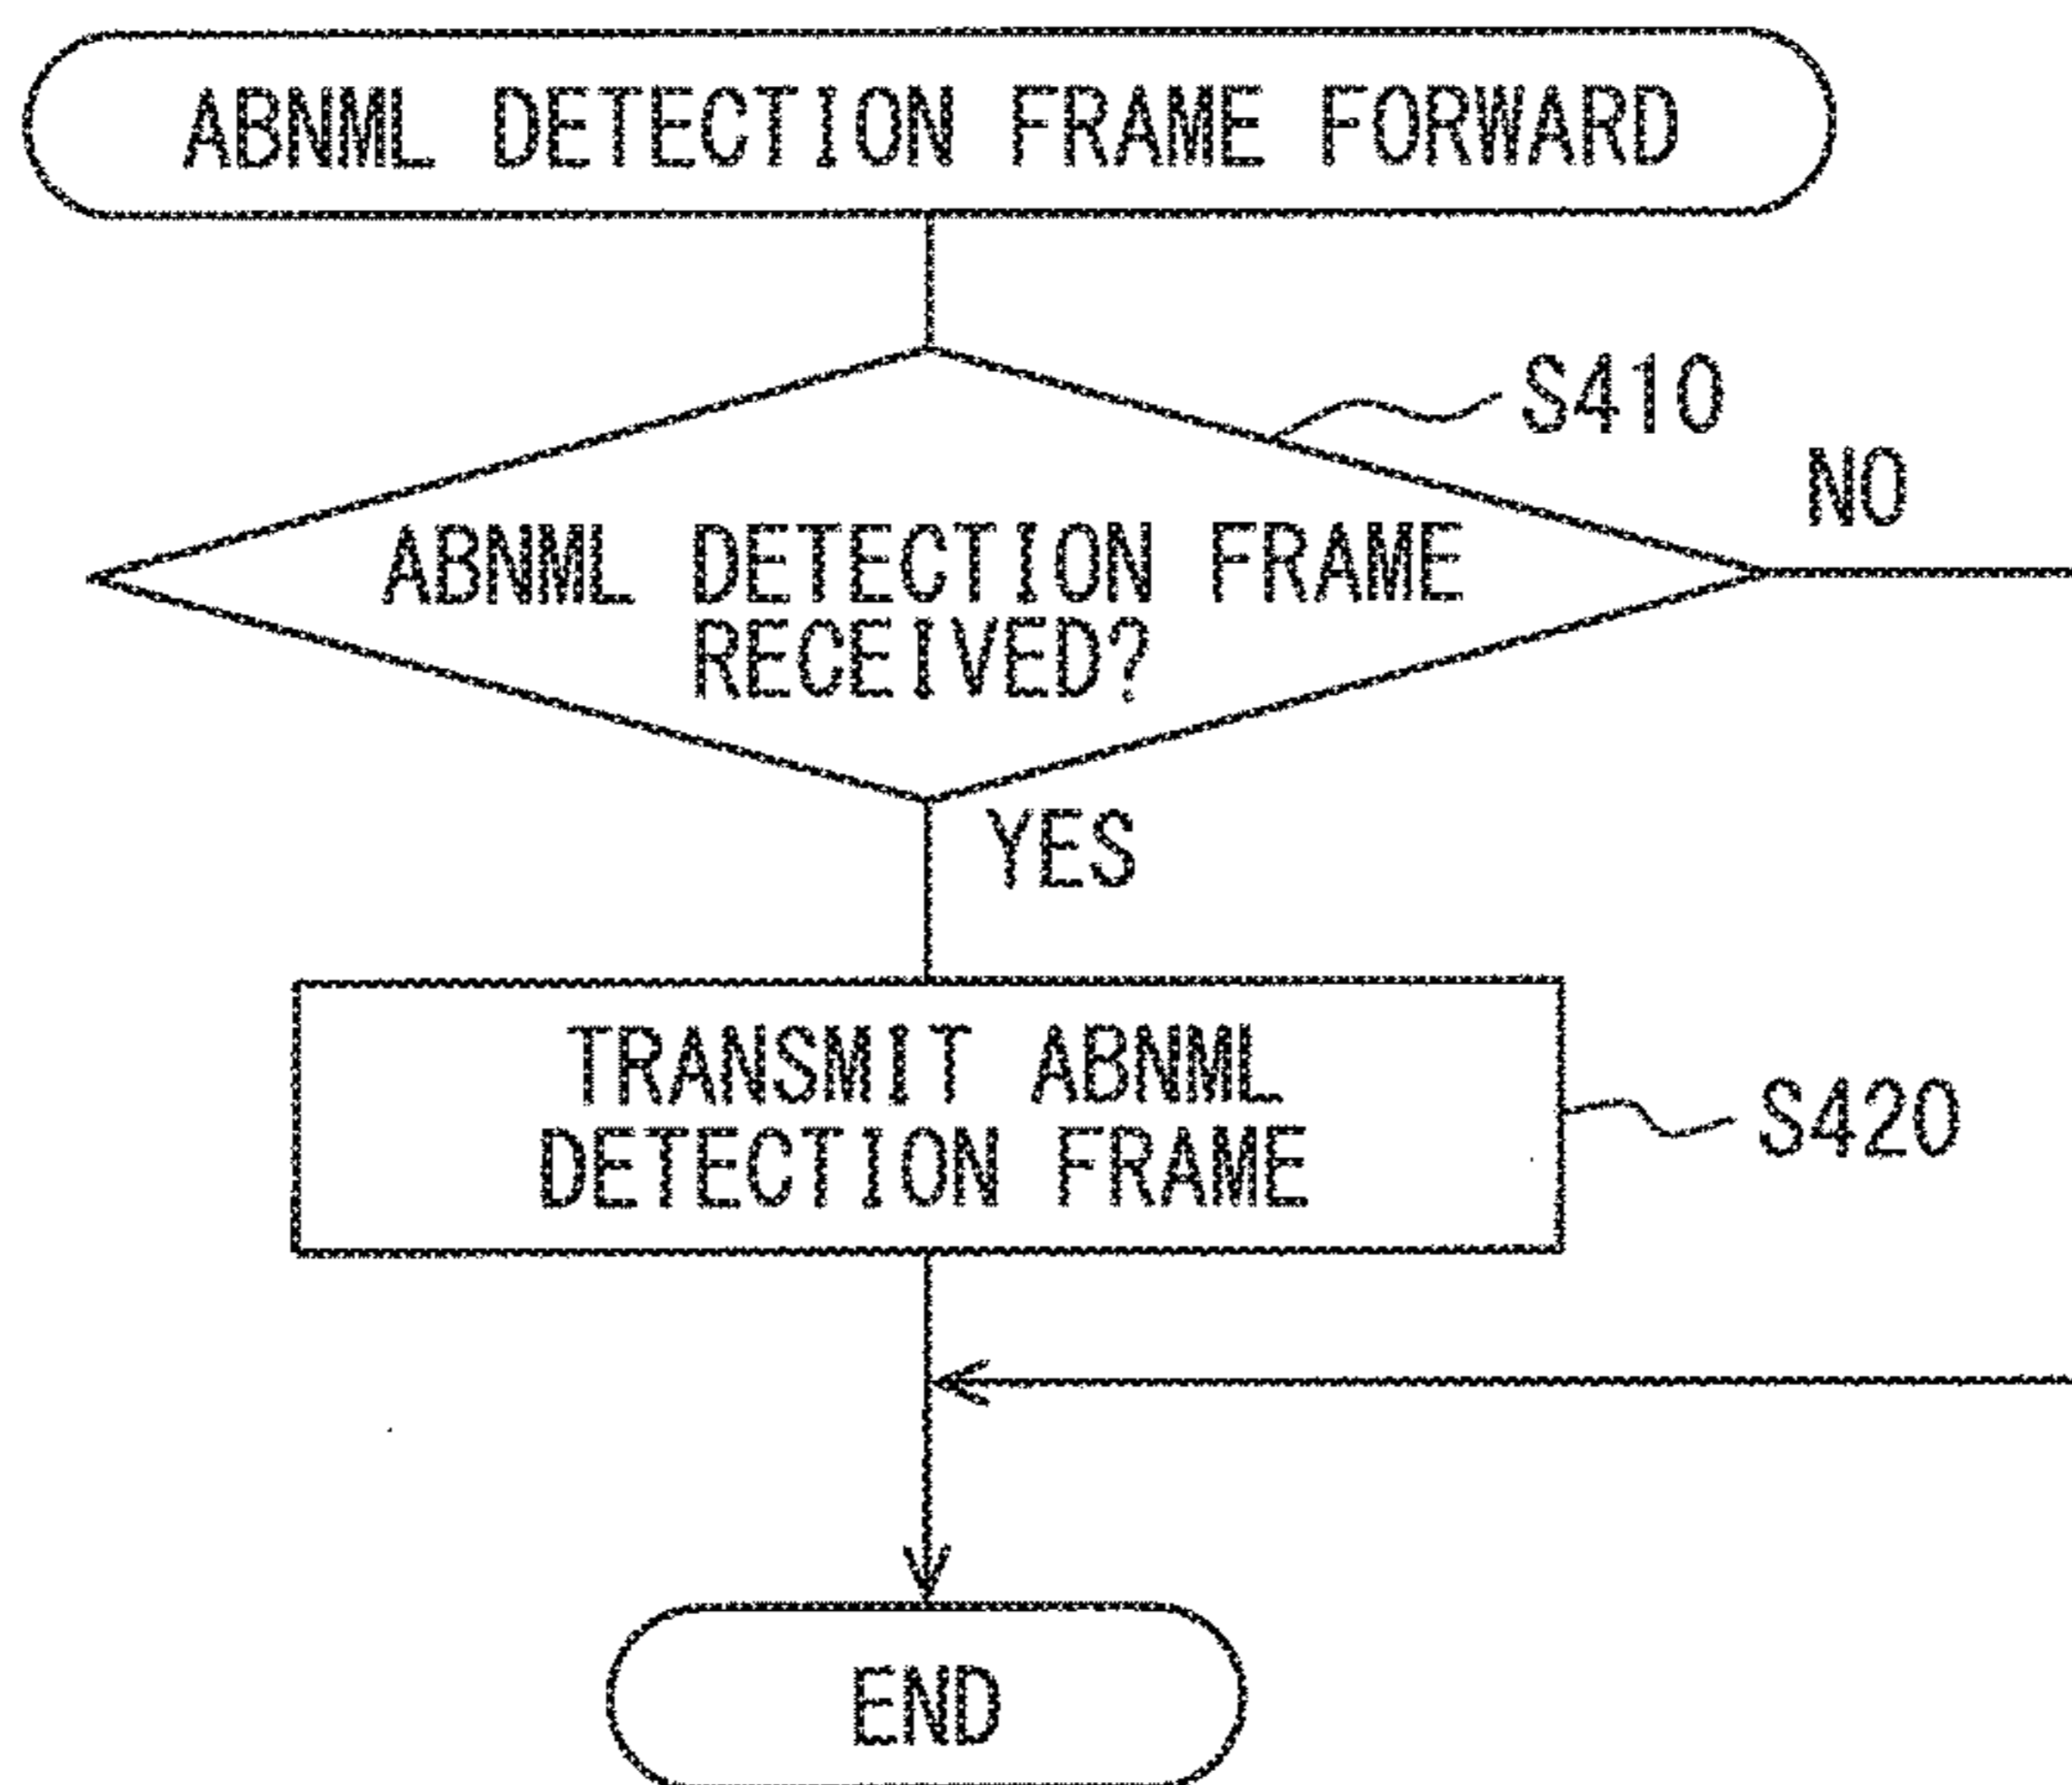 ABNML DETECTION FRAME FORWARD
S410
NO
ABNML DETECTION FRAME
RECEIVED?
YES
TRANSMIT ABNML
DETECTION FRAME
S420
END